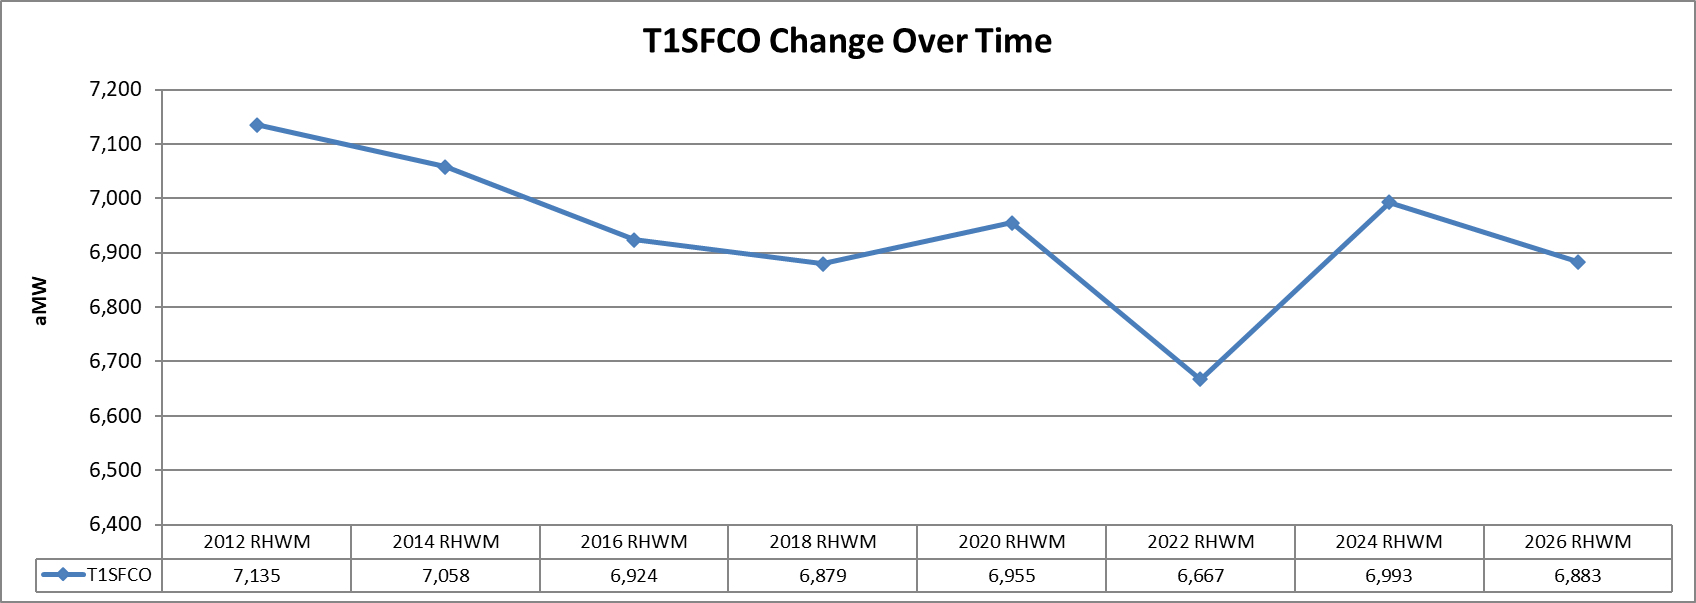 T1SFCO Change Over Time
7,200
7,100
7,000
6,900
6,800
6,700
6,600
6,500
6,400
aMW
2012 RHWM 2014 RHWM 2016 RHWM 2018 RHWM 2020 RHWM 2022 RHWM 2024 RHWM 2026 RHWM
T1SFCO 7,135 7,058 6,924 6,879 6,955 6,667 6,993 6,883